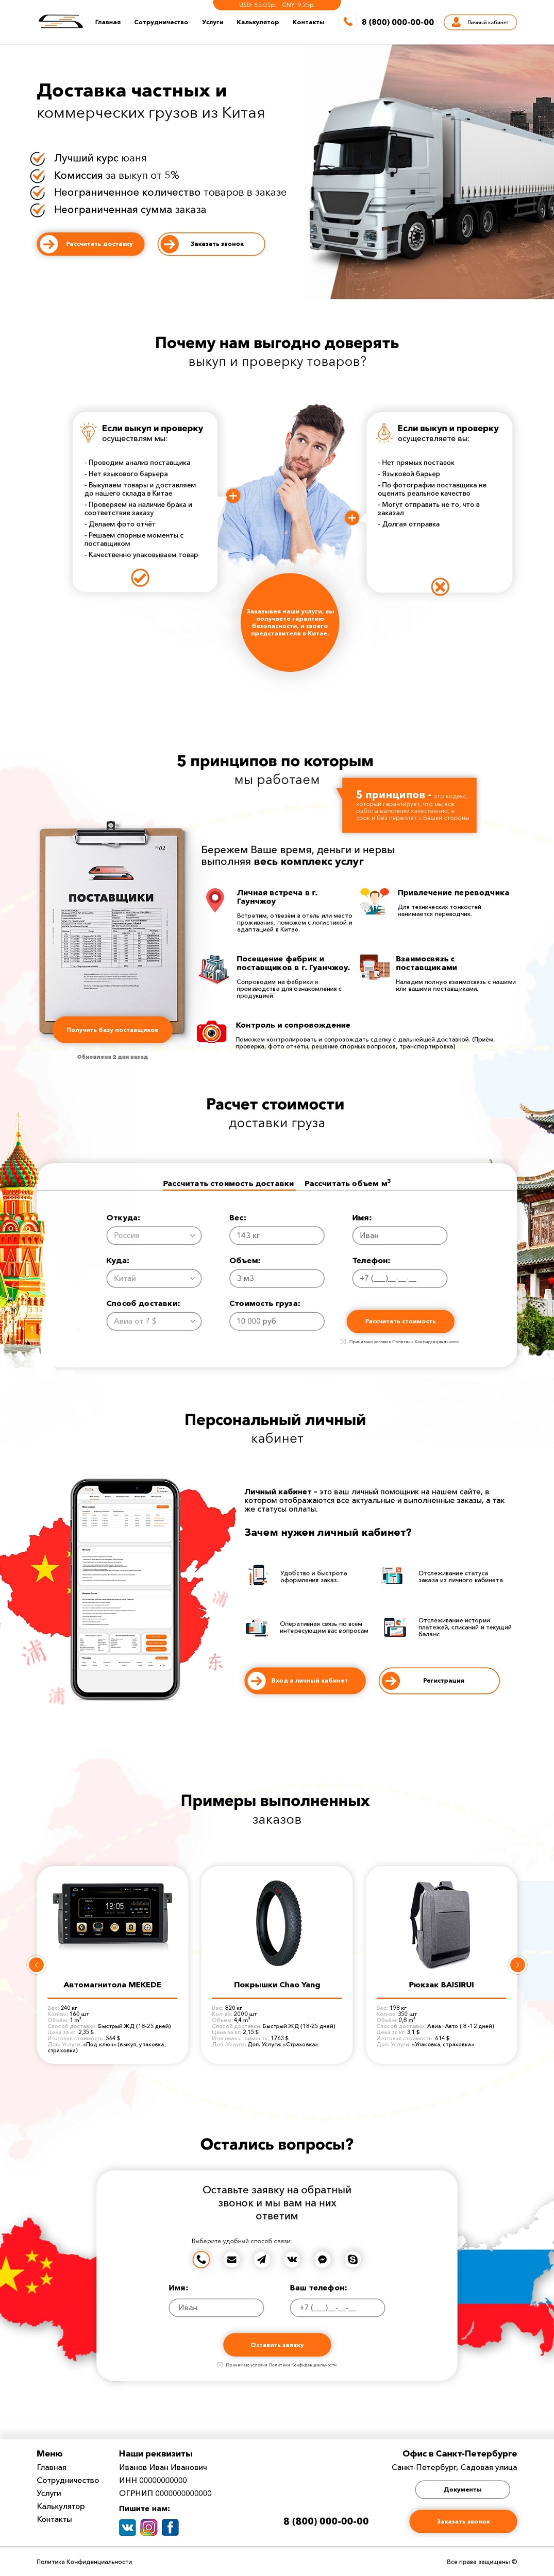 USD: 65.05р. CNY: 9.25р.
Главная Сотрудничество Услуги Калькулятор Контакты 8 (800) 000-00-00 Личный кабинет
Доставка частных и
коммерческих грузов из Китая
Лучший курс юаня
Комиссия за выкуп от 5%
Неограниченное количество товаров в заказе
Неограниченная сумма заказа
Рассчитать доставку
Заказать звонок
Почему нам выгодно доверять
выкуп и проверку товаров?
Если выкуп и проверку
осуществлям мы:
- Проводим анализ поставщика
- Нет языкового барьера
- Выкупаем товары и доставляем
до нашего склада в Китае
- Проверяем на наличие брака и
соответствие заказу
- Делаем фото отчёт
- Решаем спорные моменты с
поставщиком
- Качественно упаковываем товар
Если выкуп и проверку
осуществляете вы:
- Нет прямых поставок
- Языковой барьер
- По фотографии поставщика не
оценить реальное качество
- Могут отправить не то, что в
заказал
- Долгая отправка
Заказывая наши услуги, вы
получаете гарантию
безопасности, и своего
представителя в Китае.
5 принципов по которым
мы работаем
5 принципов - это кодекс,
который гарантирует, что мы все
работы выполним качественно, в
срок и без переплат с Вашей стороны
02
ПОСТАВЩИКИ
Получить базу поставщиков
Обновлена 2 дня назад
Бережем Ваше время, деньги и нервы
выполняя весь комплекс услуг
Личная встреча в г.
Гаунчжоу
Встретим, отвезём в отель или место
проживания, поможем с логистикой и
адаптацией в Китае.
Привлечение переводчика
Для технических тонкостей
нанимается переводчик.
Посещение фабрик и
поставщиков в г. Гуанчжоу.
Сопроводим на фабрики и
производства для ознакомления с
продукцией.
Взаимосвязь с
поставщиками
Наладим полную взаимосвязь с нашими
или вашими поставщиками.
Контроль и сопровождение
Поможем контролировать и сопровождать сделку с дальнейшей доставкой. (Приём,
проверка, фото отчёты, решение спорных вопросов, транспортировка)
Расчет стоимости
доставки груза
Рассчитать стоимость доставки Рассчитать объем м3
Откуда: Вес: Имя:
Россия 143 кг Иван
Куда: Объем: Телефон:
Китай 3 м3 +7 (___)__-__-__
Способ доставки: Стоимость груза:
Авиа от 7 $ 10 000 руб
Рассчитать стоимость
Принимаю условия Политики Конфиденциальности
Персональный личный
кабинет
Личный кабинет – это ваш личный помощник на нашем сайте, в
котором отображаются все актуальные и выполненные заказы, а так
же статусы оплаты.
Зачем нужен личный кабинет?
Удобство и быстрота
оформления заказ.
Отслеживание статуса
заказа из личного кабинета
Оперативная связь по всем
интересующим вас вопросам
Отслеживание истории
платежей, списаний и текущий
баланс
浦
浦
浦
东
Вход в личный кабинет
Регистрация
Примеры выполненных
заказов
Автомагнитола MEKEDE
Вес: 240 кг
Кол-во: 160 шт
Объём: 1 m³
Способ доставки: Быстрый ЖД (18-25 дней)
Цена за кг: 2,35 $
Итоговая стоимость: 564 $
Доп. Услуги: «Под ключ» (выкуп, упаковка,
страховка)
Покрышки Chao Yang
Вес: 820 кг
Кол-во: 2000 шт
Объём: 4,4 m³
Способ доставки: Быстрый ЖД (18-25 дней)
Цена за кг: 2,15 $
Итоговая стоимость: 1763 $
Доп. Услуги: Доп. Услуги: «Страховка»
Рюкзак BAISIRUI
Вес: 198 кг
Кол-во: 350 шт
Объём: 0,8 m³
Способ доставки: Авиа+Авто ( 8 -12 дней)
Цена за кг: 3,1 $
Итоговая стоимость: 614 $
Доп. Услуги: «Упаковка, страховка»
Остались вопросы?
Оставьте заявку на обратный
звонок и мы вам на них
ответим
Выберите удобный способ связи:
Имя: Ваш телефон:
Иван +7 (___)__-__-__
Оставить заявку
Принимаю условия Политики Конфиденциальности
Меню
Главная
Сотрудничество
Услуги
Калькулятор
Контакты
Наши реквизиты
Иванов Иван Иванович
ИНН 00000000000
ОГРНИП 0000000000000
Пишите нам:
8 (800) 000-00-00
Офис в Санкт-Петербурге
Санкт-Петербург, Садовая улица
Документы
Заказать звонок
Политика Конфиденциальности
Все права защищены ©